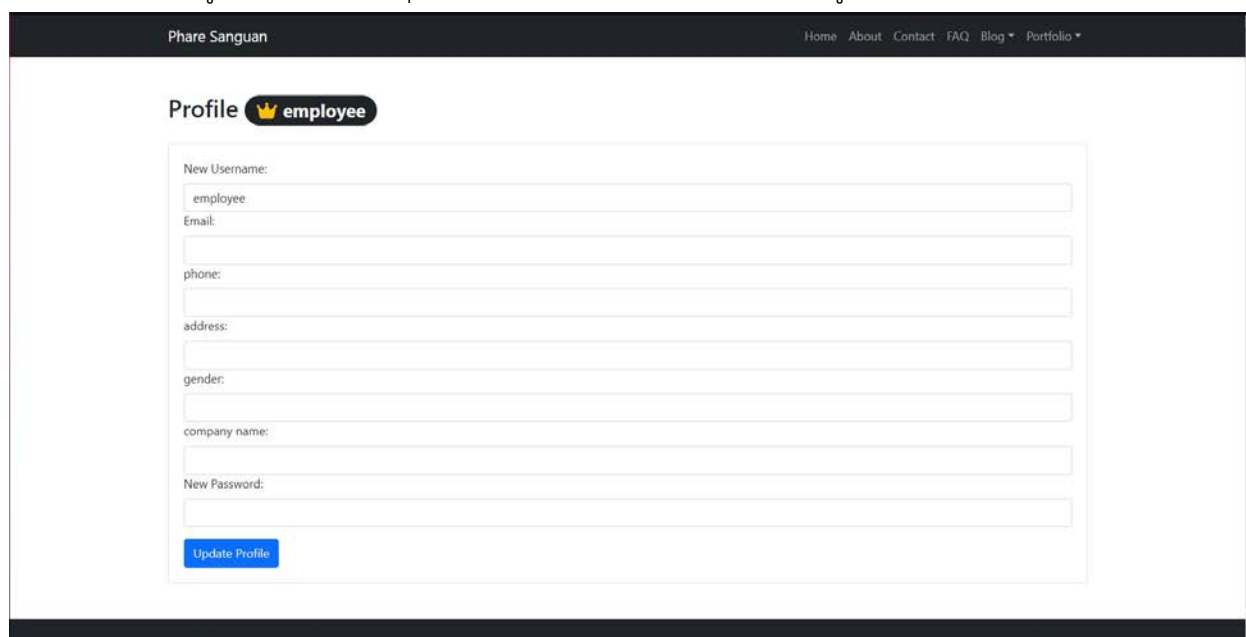 Phare Sanguan
Home About Contact FAQ Blog Portfolio
Profile employee
New Username:
employee
Email:
phone:
address:
gender:
company name:
New Password:
Update Profile